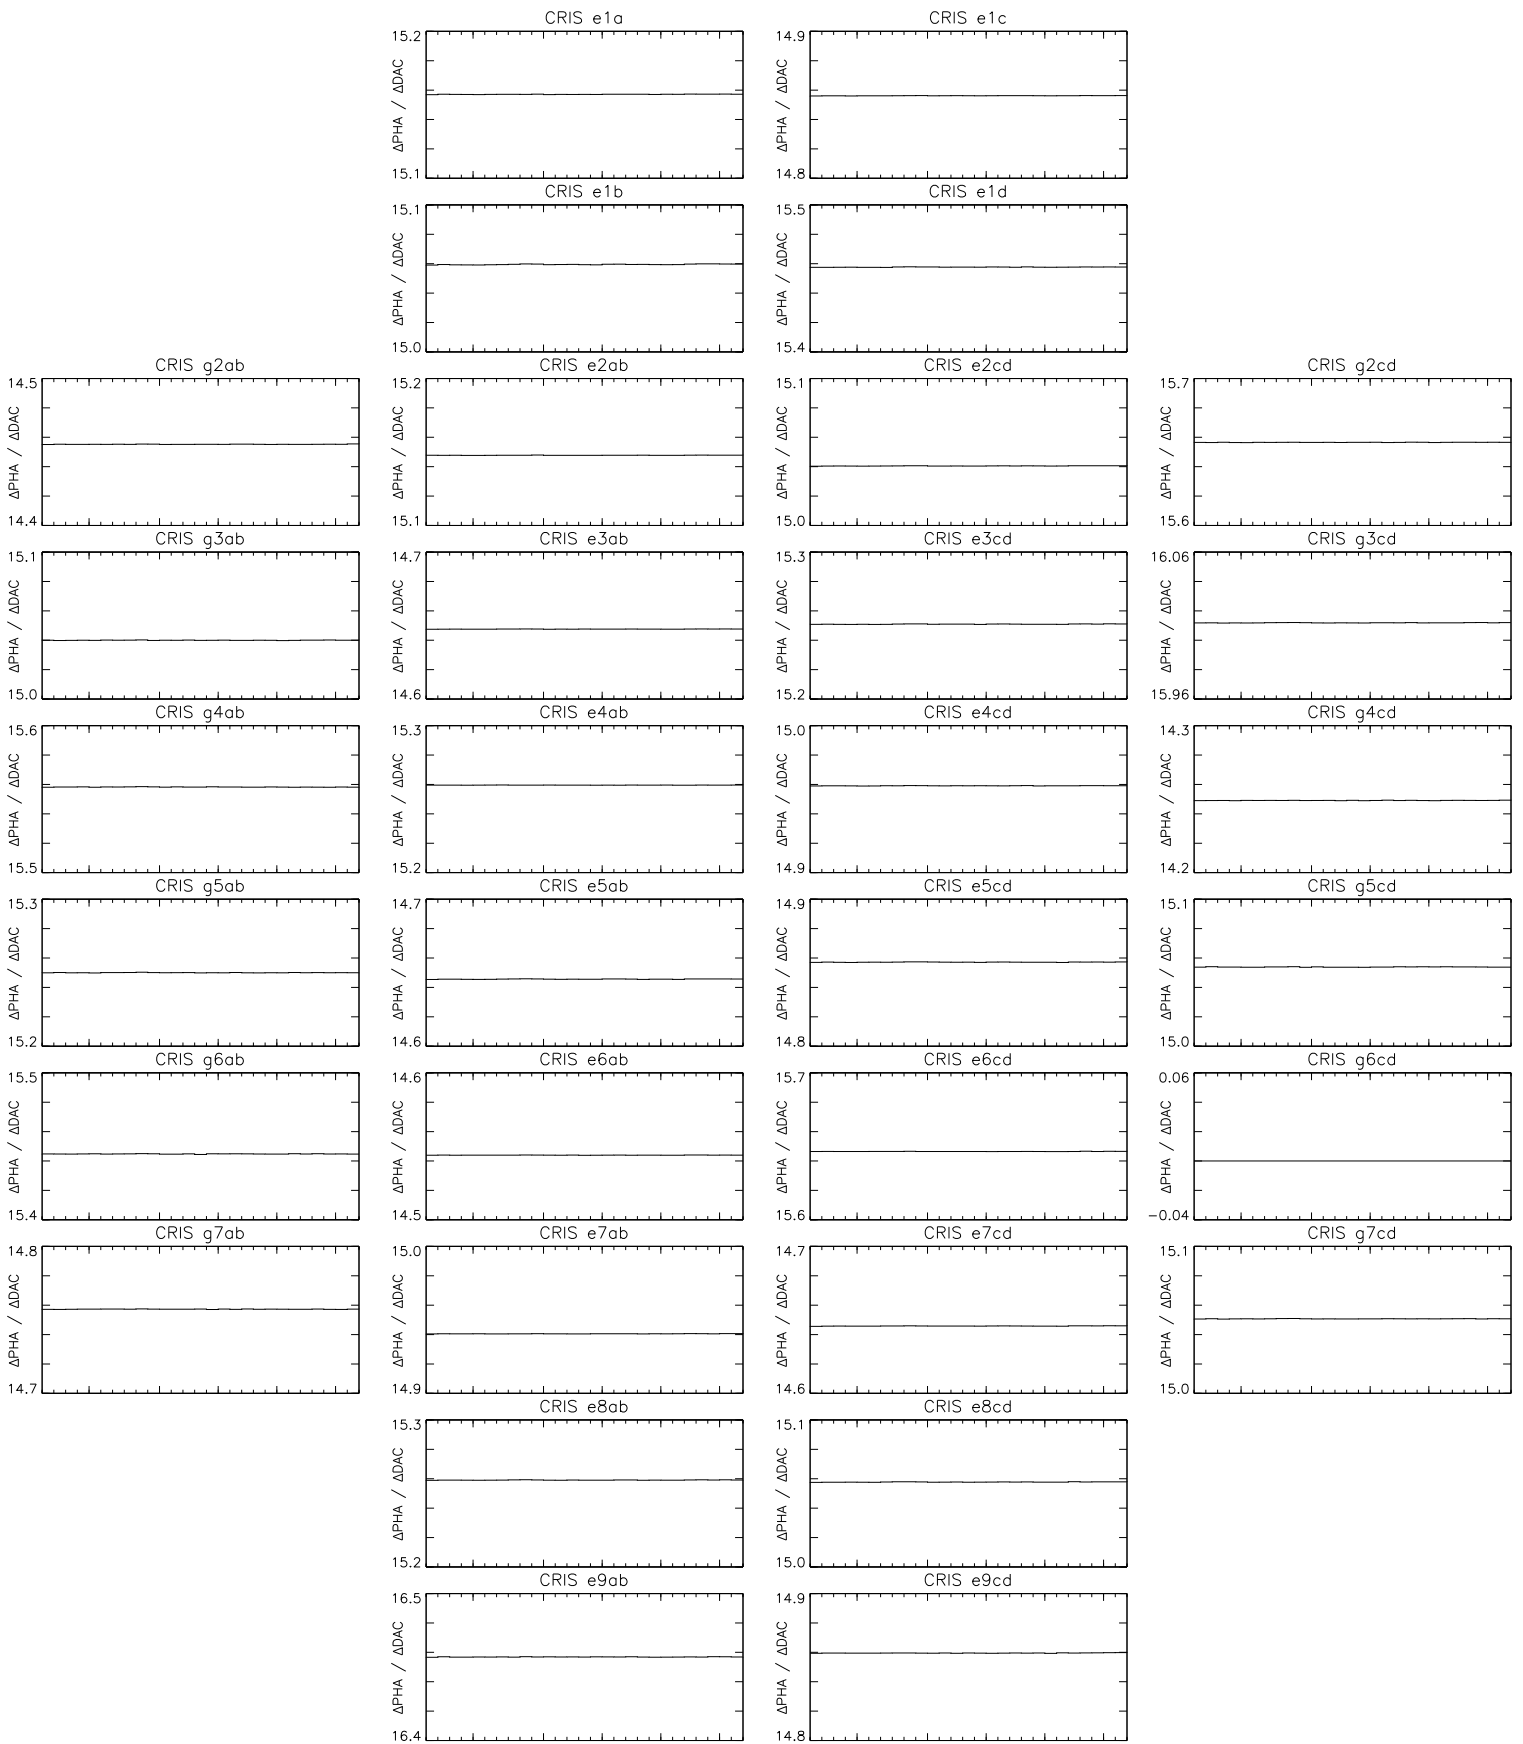 CRIS e1a
15.2
ΔPHA / ΔDAC
15.1
CRIS e1c
14.9
ΔPHA / ΔDAC
14.8
CRIS e1b
15.1
ΔPHA / ΔDAC
15.0
CRIS e1d
15.5
ΔPHA / ΔDAC
15.4
CRIS g2ab
14.5
ΔPHA / ΔDAC
14.4
CRIS e2ab
15.2
ΔPHA / ΔDAC
15.1
CRIS e2cd
15.1
ΔPHA / ΔDAC
15.0
CRIS g2cd
15.7
ΔPHA / ΔDAC
15.6
CRIS g3ab
15.1
ΔPHA / ΔDAC
15.0
CRIS e3ab
14.7
ΔPHA / ΔDAC
14.6
CRIS e3cd
15.3
ΔPHA / ΔDAC
15.2
CRIS g3cd
16.06
ΔPHA / ΔDAC
15.96
CRIS g4ab
15.6
ΔPHA / ΔDAC
15.5
CRIS e4ab
15.3
ΔPHA / ΔDAC
15.2
CRIS e4cd
15.0
ΔPHA / ΔDAC
14.9
CRIS g4cd
14.3
ΔPHA / ΔDAC
14.2
CRIS g5ab
15.3
ΔPHA / ΔDAC
15.2
CRIS e5ab
14.7
ΔPHA / ΔDAC
14.6
CRIS e5cd
14.9
ΔPHA / ΔDAC
14.8
CRIS g5cd
15.1
ΔPHA / ΔDAC
15.0
CRIS g6ab
15.5
ΔPHA / ΔDAC
15.4
CRIS e6ab
14.6
ΔPHA / ΔDAC
14.5
CRIS e6cd
15.7
ΔPHA / ΔDAC
15.6
CRIS g6cd
0.06
ΔPHA / ΔDAC
−0.04
CRIS g7ab
14.8
ΔPHA / ΔDAC
14.7
CRIS e7ab
15.0
ΔPHA / ΔDAC
14.9
CRIS e7cd
14.7
ΔPHA / ΔDAC
14.6
CRIS g7cd
15.1
ΔPHA / ΔDAC
15.0
CRIS e8ab
15.3
ΔPHA / ΔDAC
15.2
CRIS e8cd
15.1
ΔPHA / ΔDAC
15.0
CRIS e9ab
16.5
ΔPHA / ΔDAC
16.4
CRIS e9cd
14.9
ΔPHA / ΔDAC
14.8